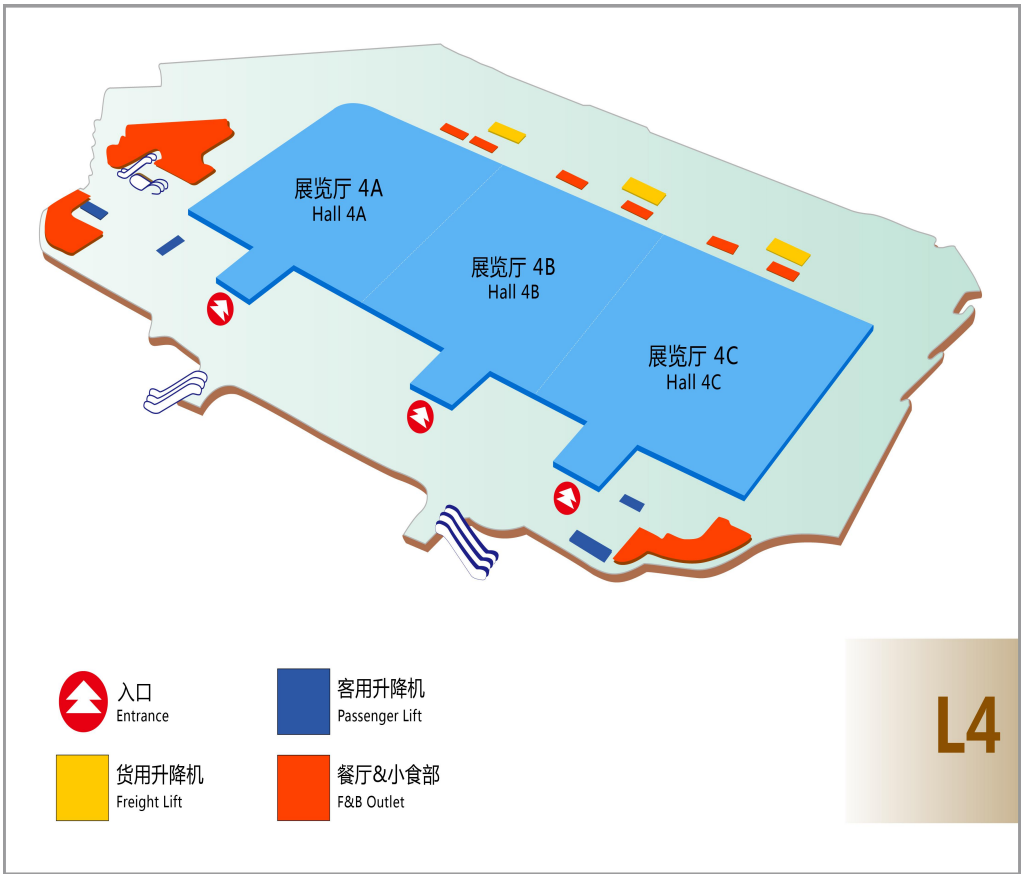 展览厅 4A
Hall 4A
展览厅 4B
Hall 4B
展览厅 4C
Hall 4C
入口
Entrance
客用升降机
Passenger Lift
货用升降机
Freight Lift
餐厅&小食部
F&B Outlet
L4